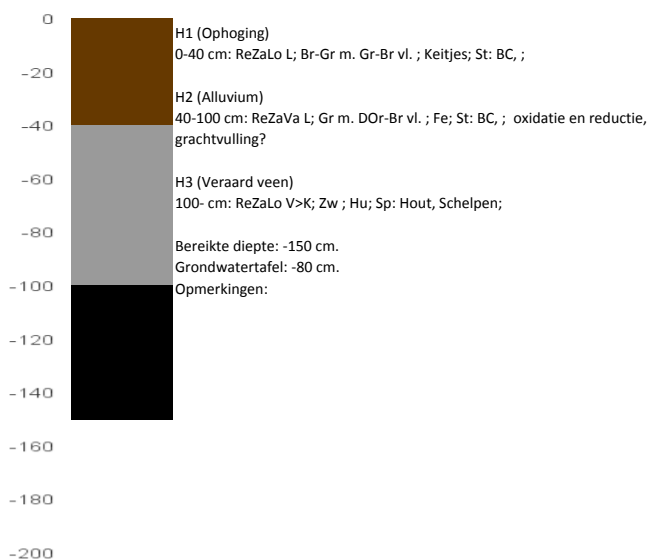 0
-20
-40
-60
-80
-100
-120
-140
-160
-180
-200
H1 (Ophoging)
0-40 cm: ReZaLo L; Br-Gr m. Gr-Br vl. ; Keitjes; St: BC, ;
H2 (Alluvium)
40-100 cm: ReZaVa L; Gr m. DOr-Br vl. ; Fe; St: BC, ;  oxidatie en reductie,
grachtvulling?
H3 (Veraard veen)
100- cm: ReZaLo V>K; Zw ; Hu; Sp: Hout, Schelpen;
Bereikte diepte: -150 cm.
Grondwatertafel: -80 cm.
Opmerkingen: